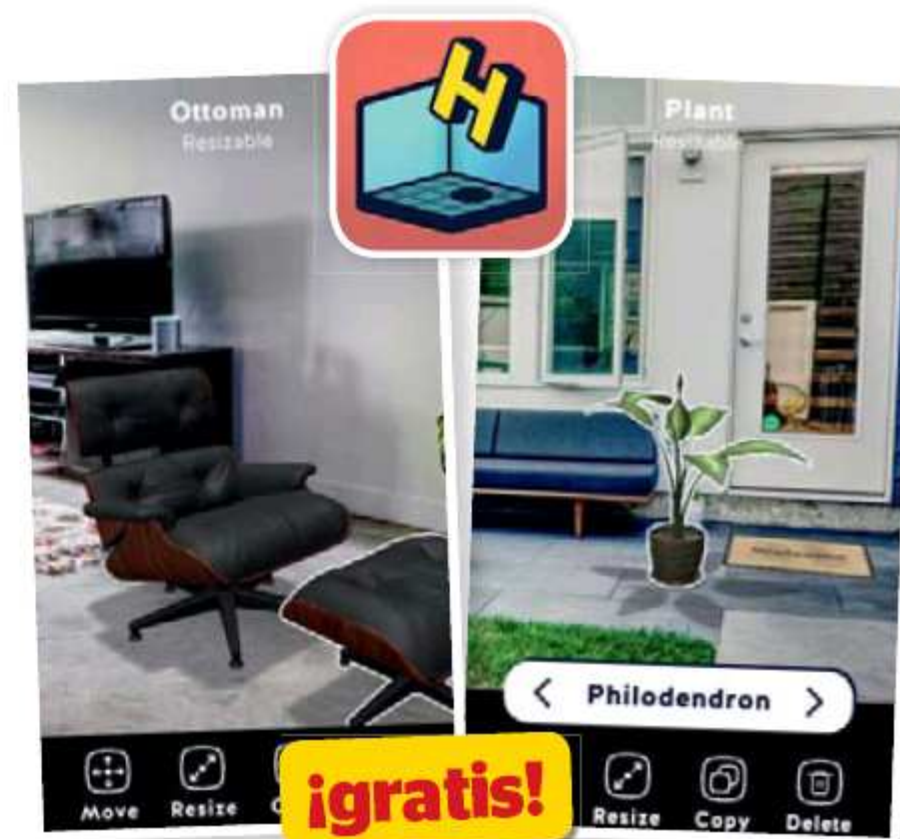 H
Ottoman
Resizable
Plant
Resizable
< Philodendron >
Move
Resize
Resize
Copy
Delete
¡gratis!